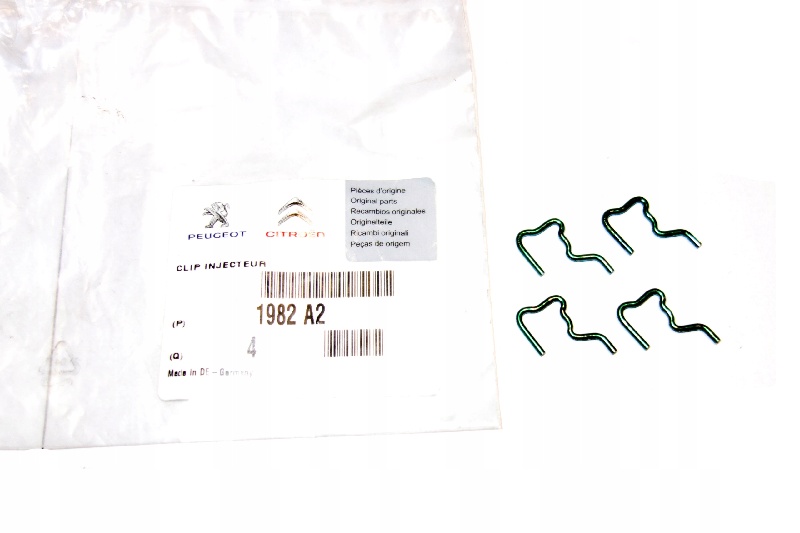 PEUGEOT CITROËN
Pièces d'origine
Original parts
Recambios originales
Originalteile
Ricambi originali
Peças de origem
CLIP INJECTEUR
(P) 1982 A2
(Q) 4
Made in DE - Germany